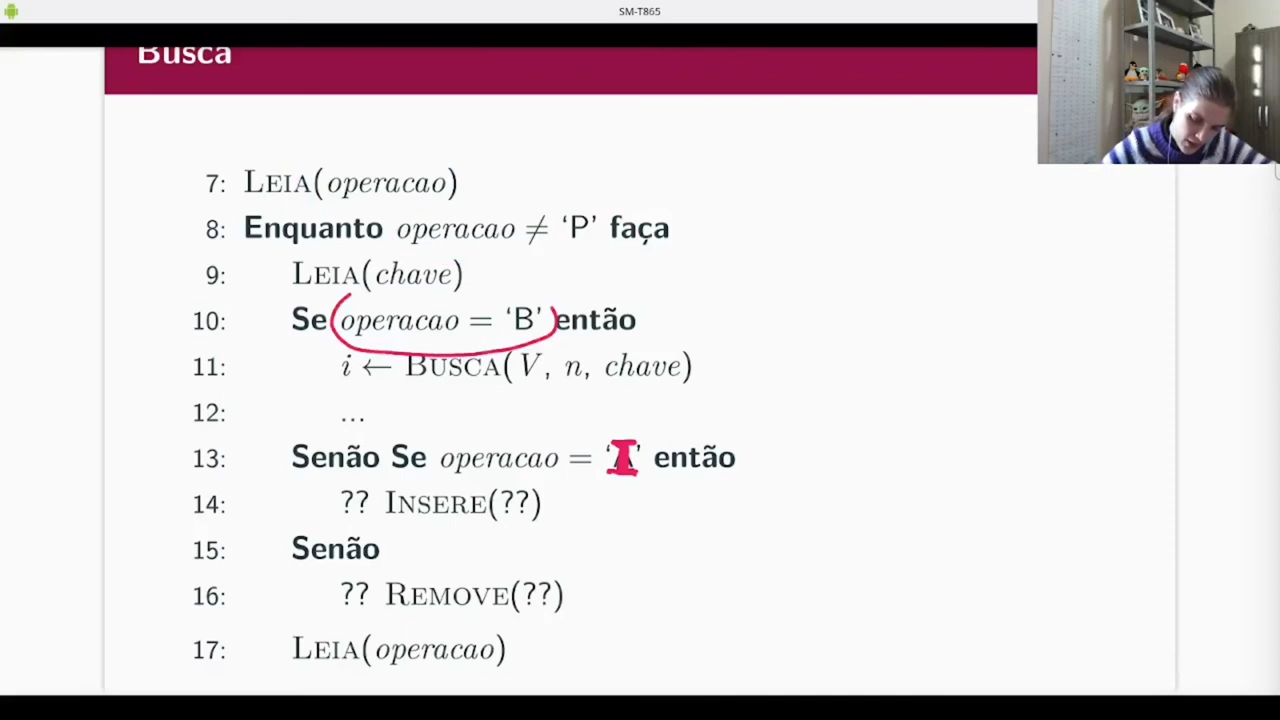 SM-T865
Busca
7: LEIA(operacao)
8: Enquanto operacao ≠ ‘P’ faça
9: LEIA(chave)
10: Se operacao = ‘B’ então
11: i ← BUSCA(V, n, chave)
12: ...
13: Senão Se operacao = ‘I’ então
14: ?? INSERE(??)
15: Senão
16: ?? REMOVE(??)
17: LEIA(operacao)